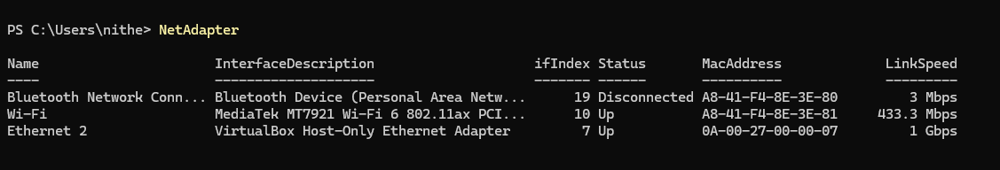 PS C:\Users\nithe> NetAdapter
Name InterfaceDescription ifIndex Status MacAddress LinkSpeed
---- -------------------- ------- ------ ---------- ---------
Bluetooth Network Conn... Bluetooth Device (Personal Area Netw... 19 Disconnected A8-41-F4-8E-3E-80 3 Mbps
Wi-Fi MediaTek MT7921 Wi-Fi 6 802.11ax PCI... 10 Up A8-41-F4-8E-3E-81 433.3 Mbps
Ethernet 2 VirtualBox Host-Only Ethernet Adapter 7 Up 0A-00-27-00-00-07 1 Gbps